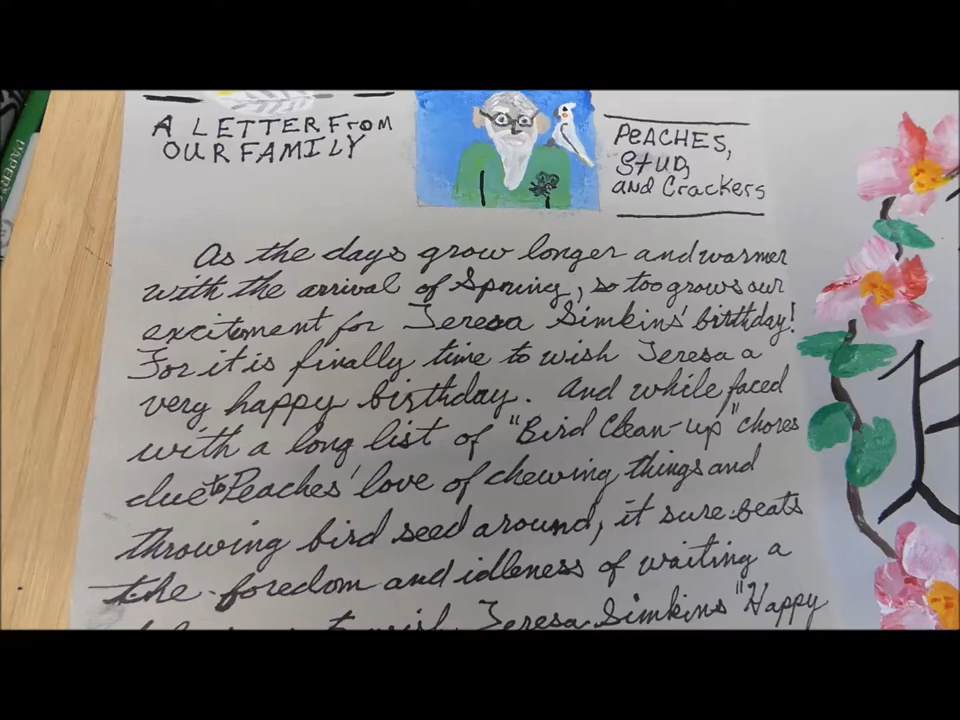 A LETTER FROM
OUR FAMILY
PEACHES,
Stud,
and Crackers
As the days grow longer and warmer
with the arrival of Spring, so too grows our
excitement for Teresa Simkins' birthday!
For it is finally time to wish Teresa a
very happy birthday. And while faced
with a long list of "Bird Clean-up" chores
due to Peaches' love of chewing things and
throwing bird seed around, it sure beats
the foredom and idleness of waiting a
Teresa Simkins "Happy